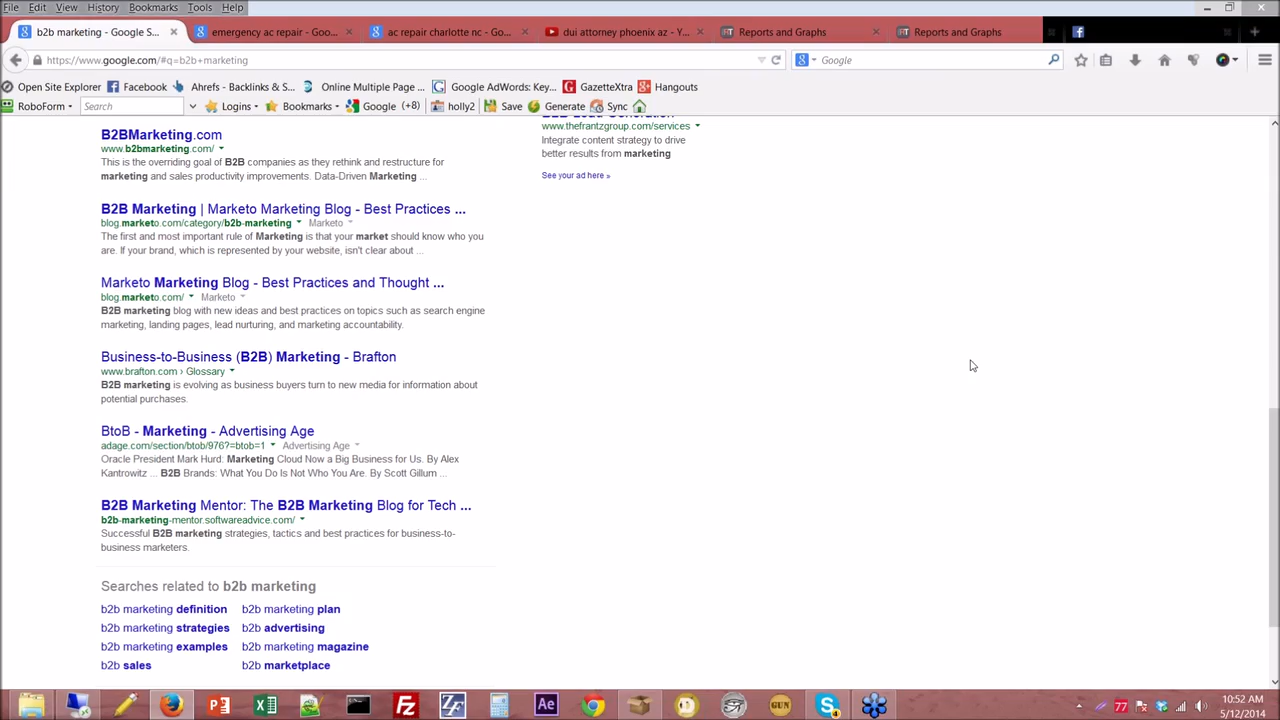 File Edit View History Bookmarks Tools Help
b2b marketing - Google S...
emergency ac repair - Goo...
ac repair charlotte nc - Goo...
dui attorney phoenix az - Y...
Reports and Graphs
Reports and Graphs
https://www.google.com/#q=b2b+marketing
Google
Open Site Explorer
Facebook
Ahrefs - Backlinks & S...
Online Multiple Page ...
Google AdWords: Key...
GazetteXtra
Hangouts
RoboForm
Search
Logins
Bookmarks
Google (+8)
holly2
Save
Generate
Sync
B2B Lead Generation
www.thefrantzgroup.com/services
Integrate content strategy to drive
better results from marketing
See your ad here »
B2BMarketing.com
www.b2bmarketing.com/
This is the overriding goal of B2B companies as they rethink and restructure for
marketing and sales productivity improvements. Data-Driven Marketing ...
B2B Marketing | Marketo Marketing Blog - Best Practices ...
blog.marketo.com/category/b2b-marketing Marketo
The first and most important rule of Marketing is that your market should know who you
are. If your brand, which is represented by your website, isn't clear about ...
Marketo Marketing Blog - Best Practices and Thought ...
blog.marketo.com/ Marketo
B2B marketing blog with new ideas and best practices on topics such as search engine
marketing, landing pages, lead nurturing, and marketing accountability.
Business-to-Business (B2B) Marketing - Brafton
www.brafton.com › Glossary
B2B marketing is evolving as business buyers turn to new media for information about
potential purchases.
BtoB - Marketing - Advertising Age
adage.com/section/btob/976?=btob=1 Advertising Age
Oracle President Mark Hurd: Marketing Cloud Now a Big Business for Us. By Alex
Kantrowitz ... B2B Brands: What You Do Is Not Who You Are. By Scott Gillum ...
B2B Marketing Mentor: The B2B Marketing Blog for Tech ...
b2b-marketing-mentor.softwareadvice.com/
Successful B2B marketing strategies, tactics and best practices for business-to-
business marketers.
Searches related to b2b marketing
b2b marketing definition
b2b marketing plan
b2b marketing strategies
b2b advertising
b2b marketing examples
b2b marketing magazine
b2b sales
b2b marketplace
Ae
GUN
77
10:52 AM
5/12/2014